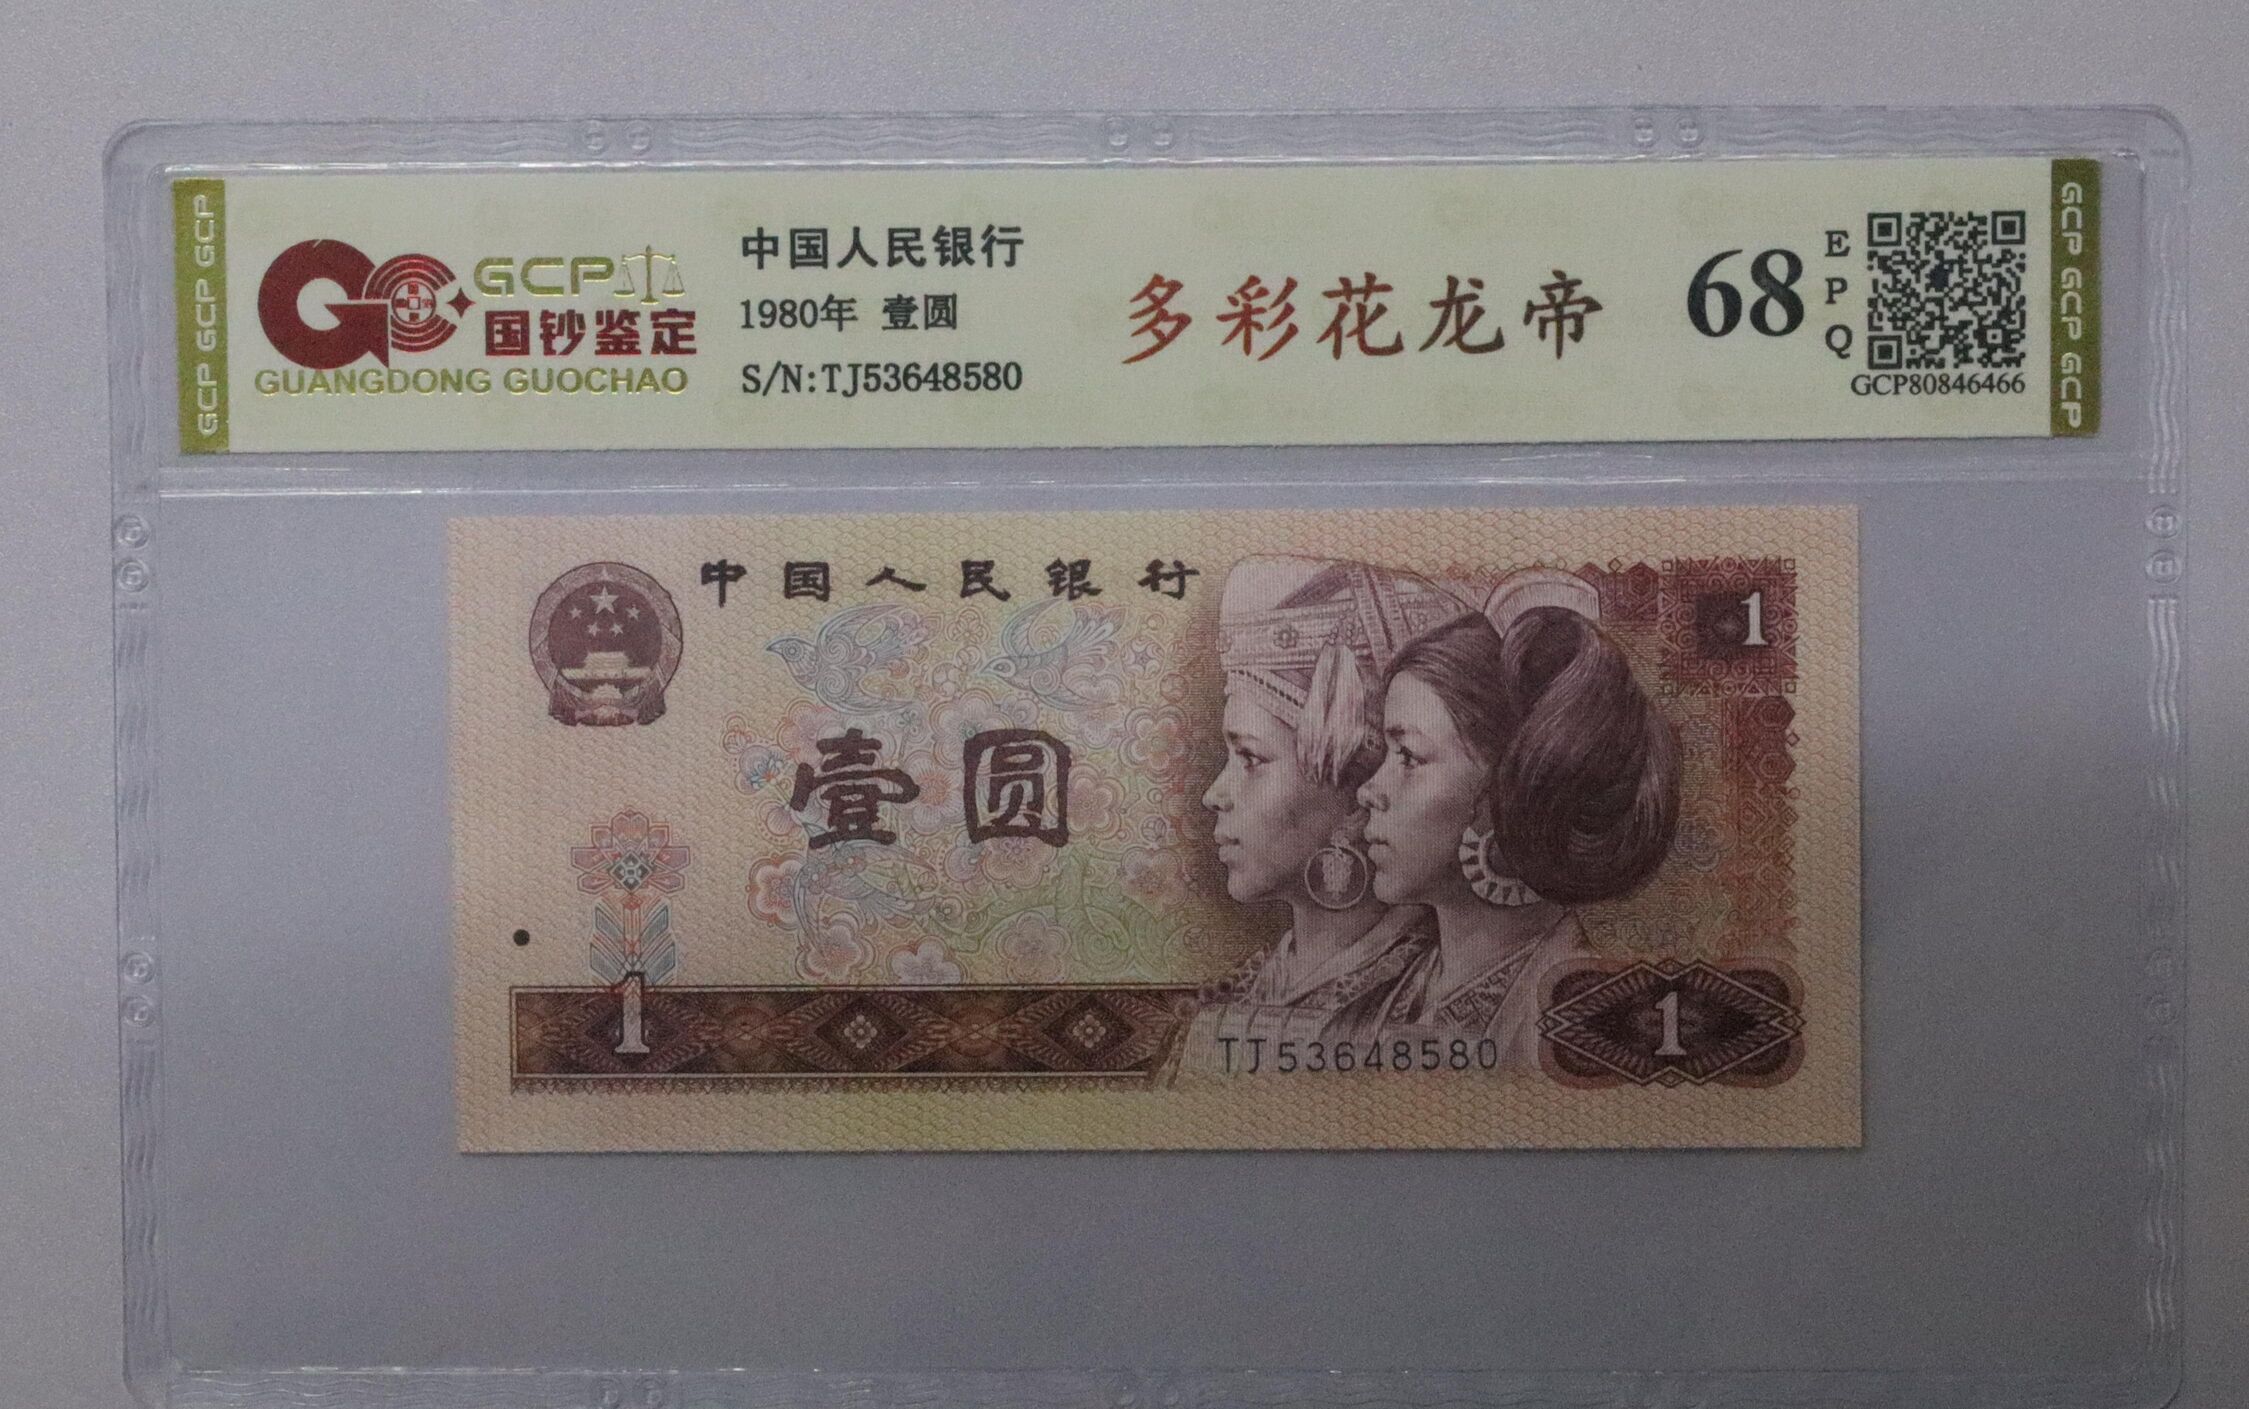 GCP GCP GCP
GCP
国钞鉴定
GUANGDONG GUOCHAO
中国人民银行
1980年 壹圆
S/N:TJ53648580
多彩花龙帝
68
EPQ
GCP80846466
GCP GCP GCP GCP
中国人民银行
1
壹圆
1
TJ53648580
1